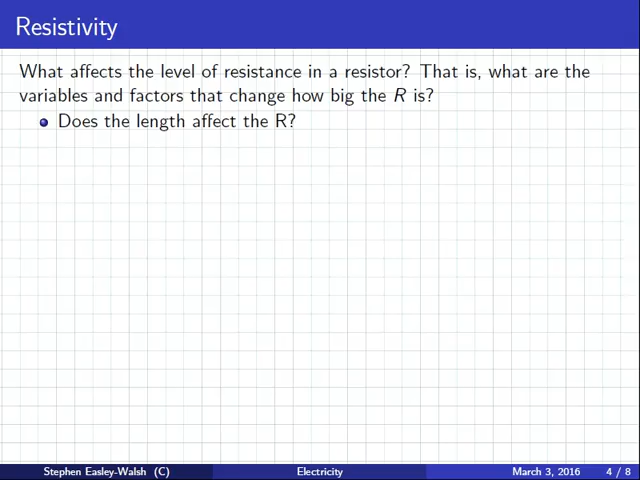 Resistivity
What affects the level of resistance in a resistor? That is, what are the
variables and factors that change how big the R is?
Does the length affect the R?
Stephen Easley-Walsh (C) Electricity March 3, 2016 4 / 8